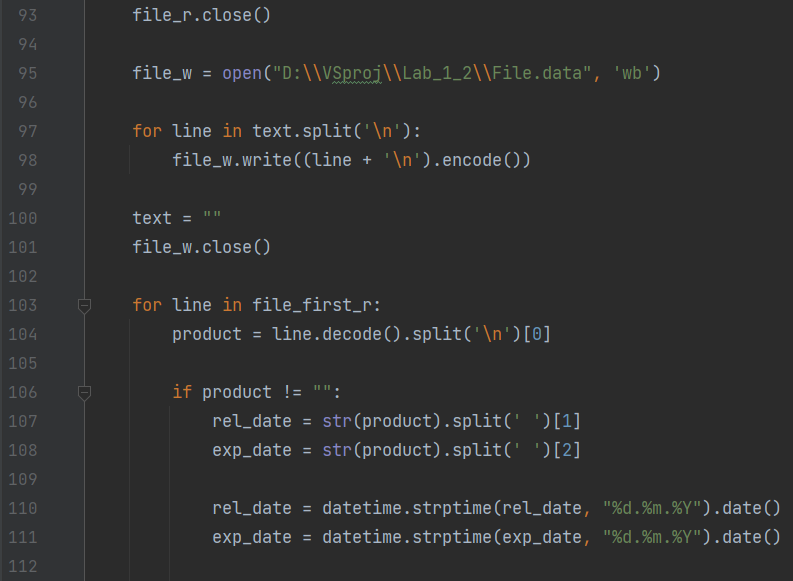 93 file_r.close()
94
95 file_w = open("D:\\VSproj\\Lab_1_2\\File.data", 'wb')
96
97 for line in text.split('\n'):
98     file_w.write((line + '\n').encode())
99
100 text = ""
101 file_w.close()
102
103 for line in file_first_r:
104     product = line.decode().split('\n')[0]
105
106     if product != "":
107         rel_date = str(product).split(' ')[1]
108         exp_date = str(product).split(' ')[2]
109
110         rel_date = datetime.strptime(rel_date, "%d.%m.%Y").date()
111         exp_date = datetime.strptime(exp_date, "%d.%m.%Y").date()
112